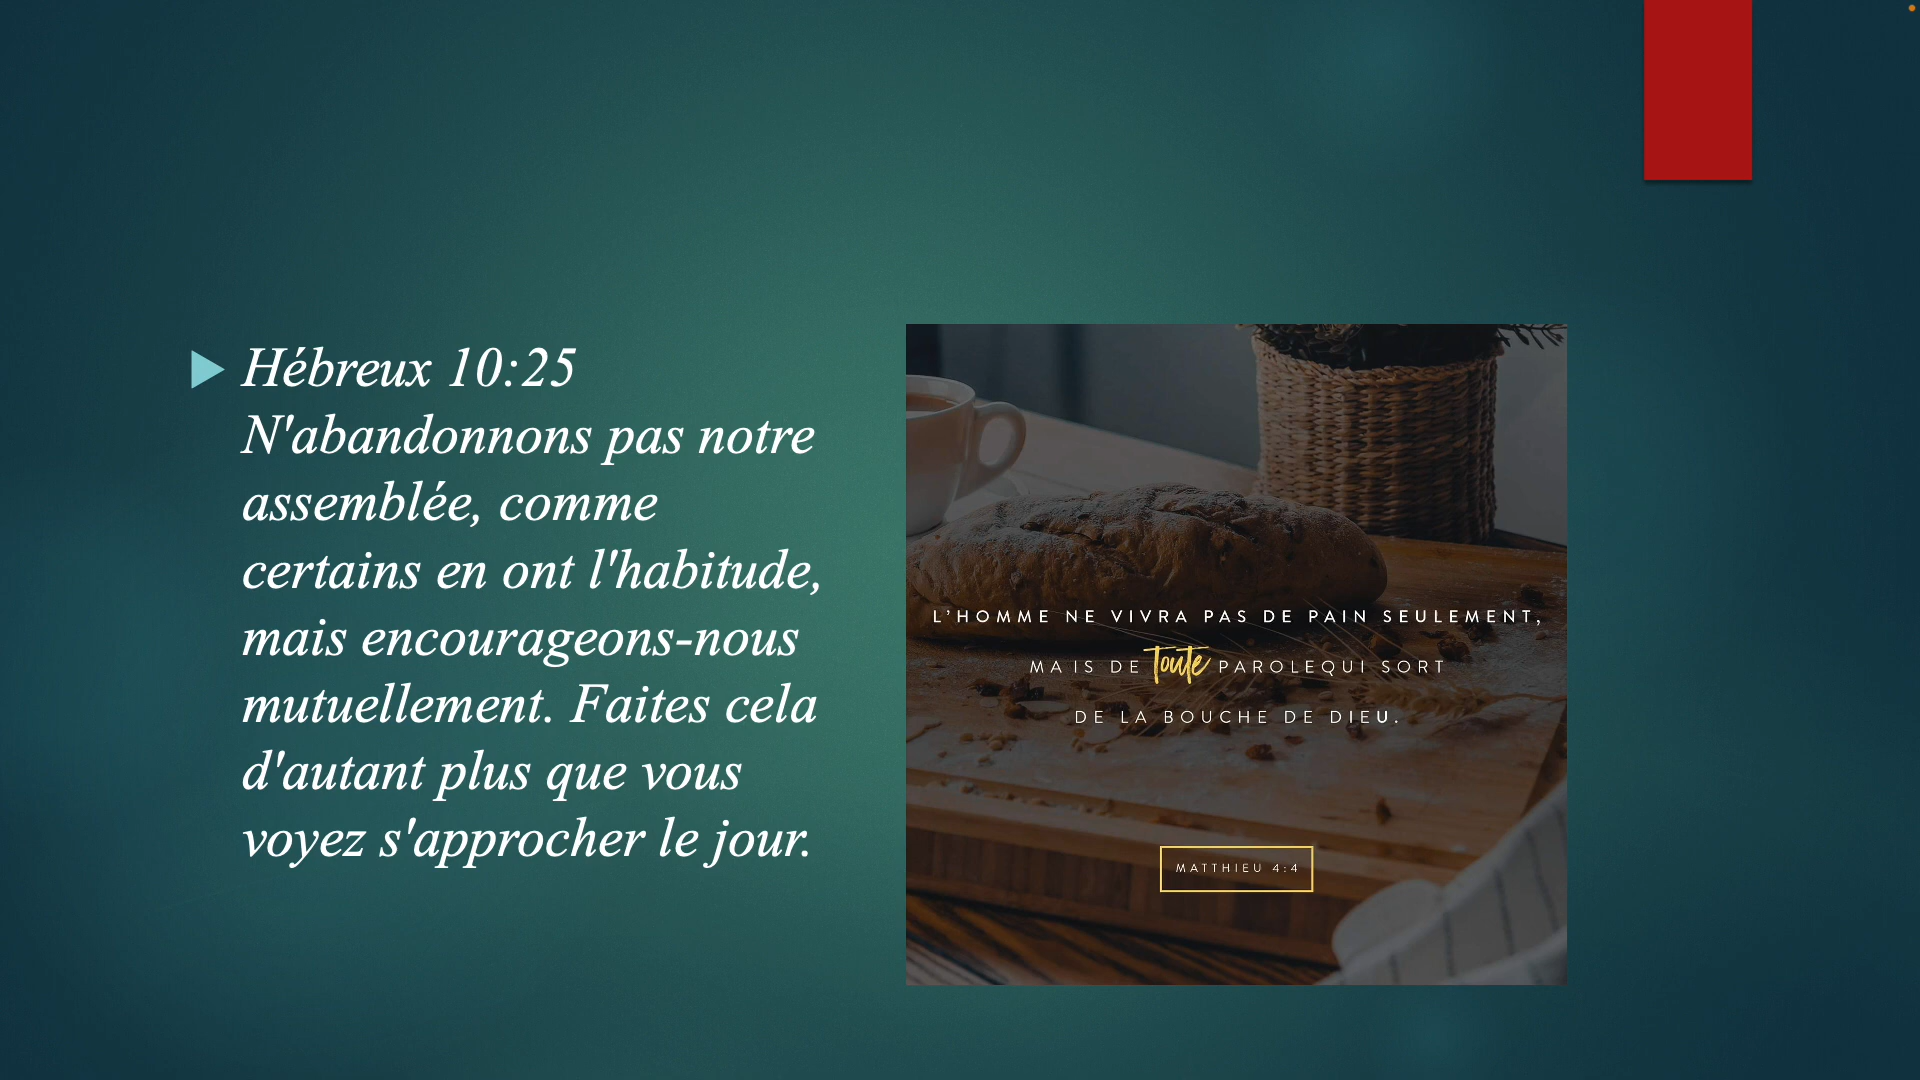 Hébreux 10:25
N'abandonnons pas notre
assemblée, comme
certains en ont l'habitude,
mais encourageons-nous
mutuellement. Faites cela
d'autant plus que vous
voyez s'approcher le jour.
L'HOMME NE VIVRA PAS DE PAIN SEULEMENT,
MAIS DE toute PAROLEQUI SORT
DE LA BOUCHE DE DIEU.
MATTHIEU 4:4